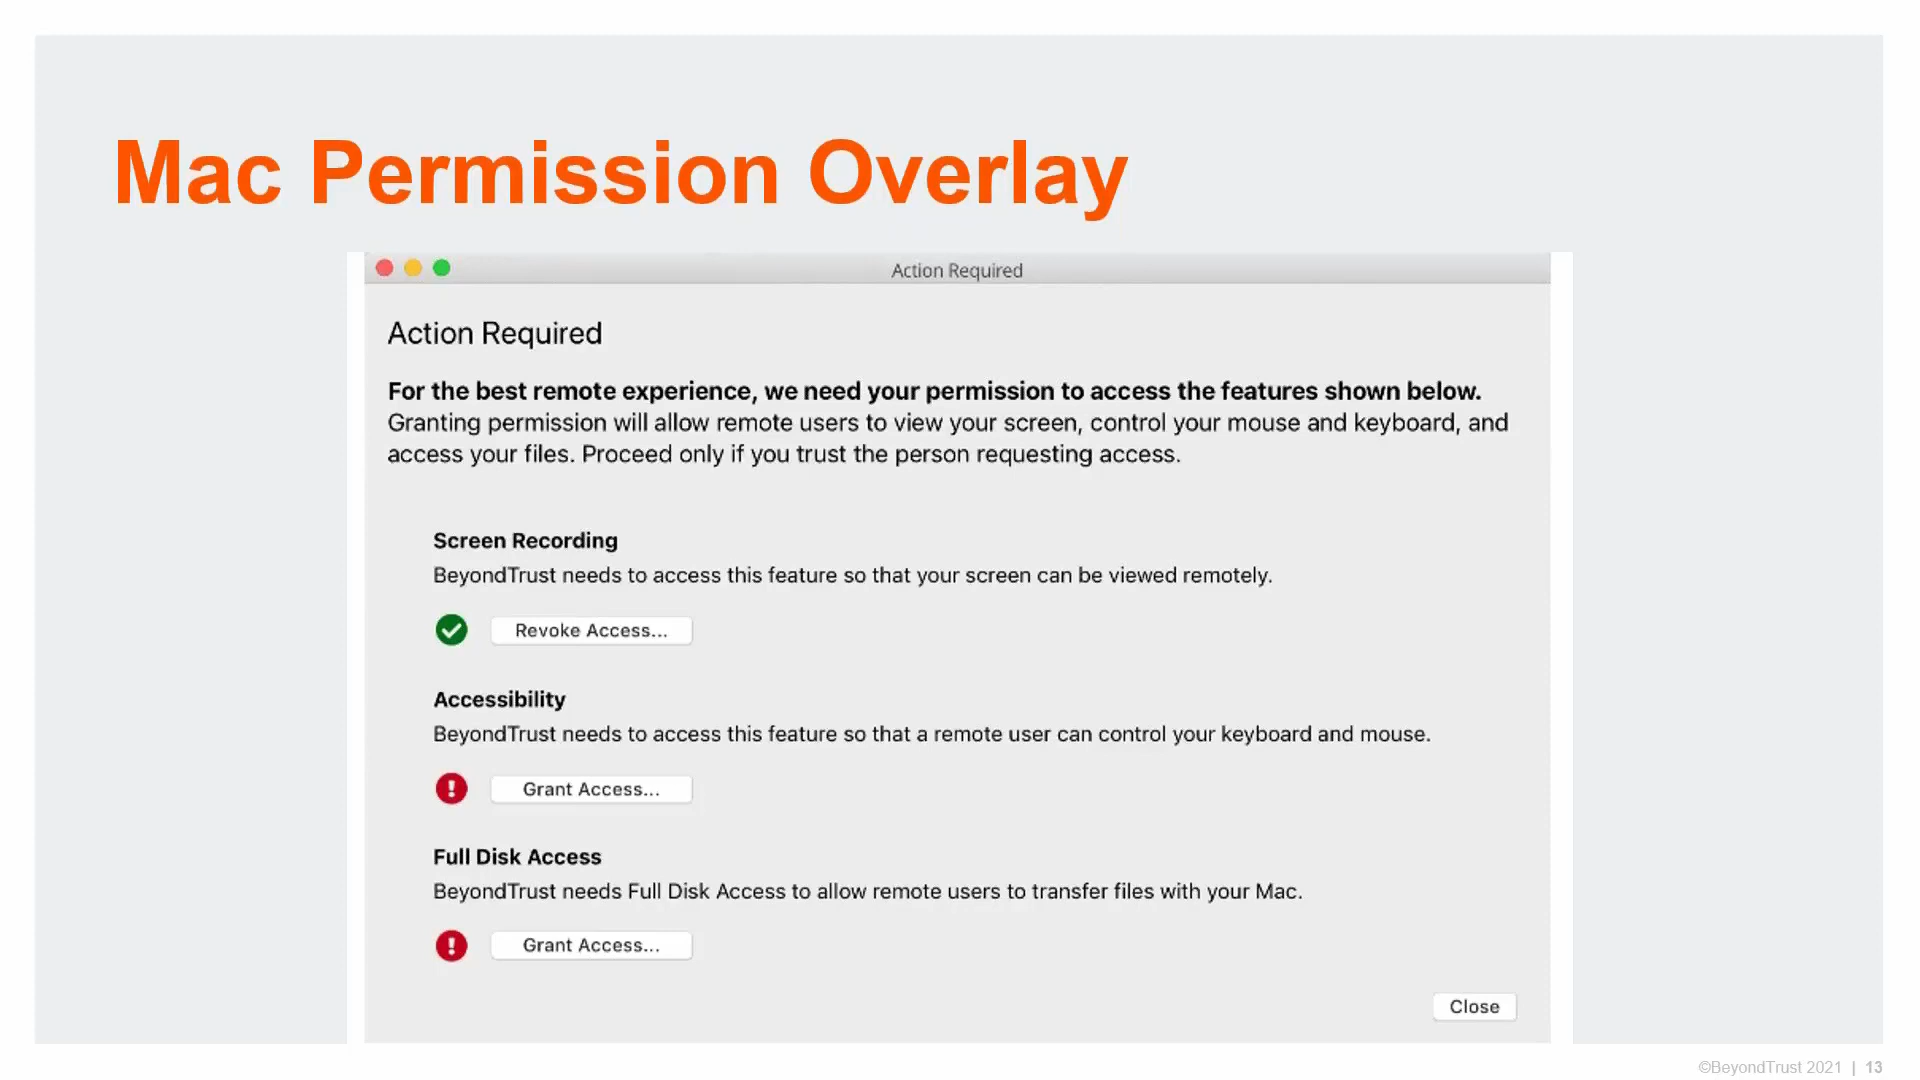 Mac Permission Overlay
Action Required
Action Required
For the best remote experience, we need your permission to access the features shown below.
Granting permission will allow remote users to view your screen, control your mouse and keyboard, and
access your files. Proceed only if you trust the person requesting access.
Screen Recording
BeyondTrust needs to access this feature so that your screen can be viewed remotely.
Revoke Access...
Accessibility
BeyondTrust needs to access this feature so that a remote user can control your keyboard and mouse.
Grant Access...
Full Disk Access
BeyondTrust needs Full Disk Access to allow remote users to transfer files with your Mac.
Grant Access...
Close
©BeyondTrust 2021 | 13